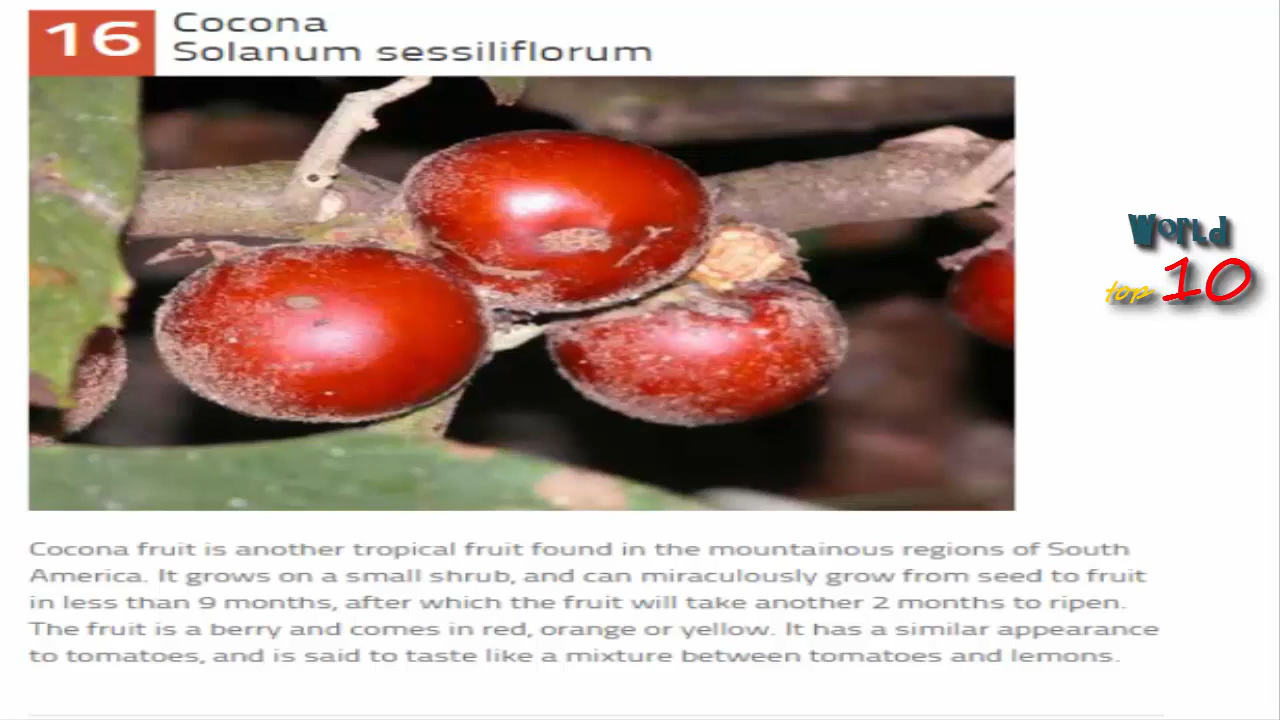 16
Cocona
Solanum sessiliflorum
World
top 10
Cocona fruit is another tropical fruit found in the mountainous regions of South
America. It grows on a small shrub, and can miraculously grow from seed to fruit
in less than 9 months, after which the fruit will take another 2 months to ripen.
The fruit is a berry and comes in red, orange or yellow. It has a similar appearance
to tomatoes, and is said to taste like a mixture between tomatoes and lemons.